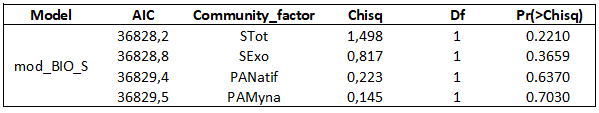 Model AIC Community_factor Chisq Df Pr(>Chisq)
36828,2 STot 1,498 1 0.2210
36828,8 SExo 0,817 1 0.3659
mod_BIO_S
36829,4 PANatif 0,223 1 0.6370
36829,5 PAMyna 0,145 1 0.7030